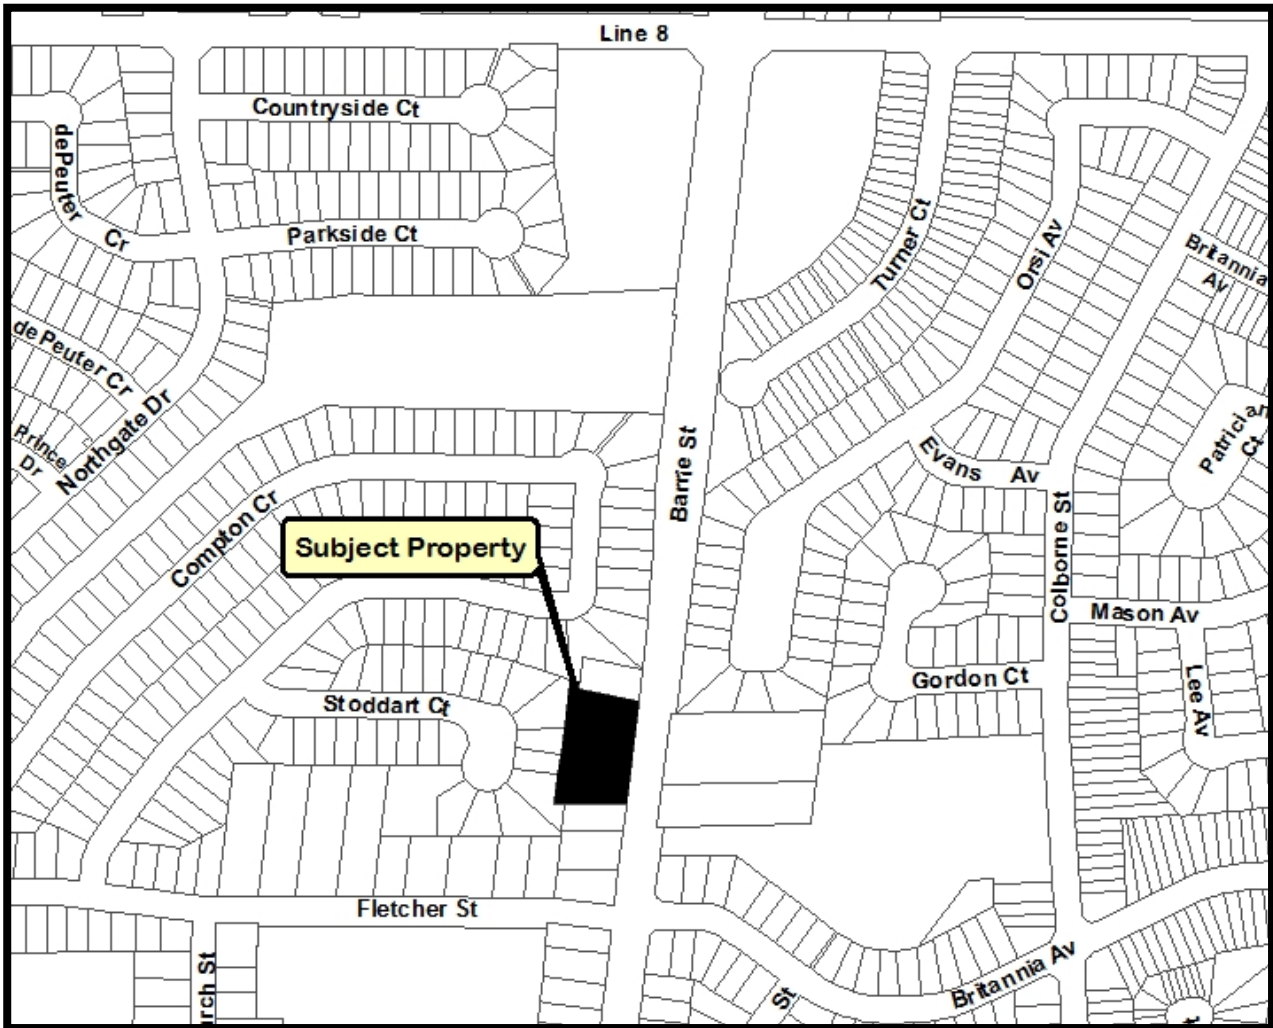 Line 8
Countryside Ct
dePeuter
Cr
Parkside Ct
Turner Ct
Orsi Av
Britannia
Av
de Peuter Cr
Prince
Dr
Northgate Dr
Patrician
Ct
Evans Av
Barrie St
Compton Cr
Subject Property
Colborne St
Mason Av
Gordon Ct
Lee Av
Stoddart Ct
Fletcher St
urch St
St
Britannia Av